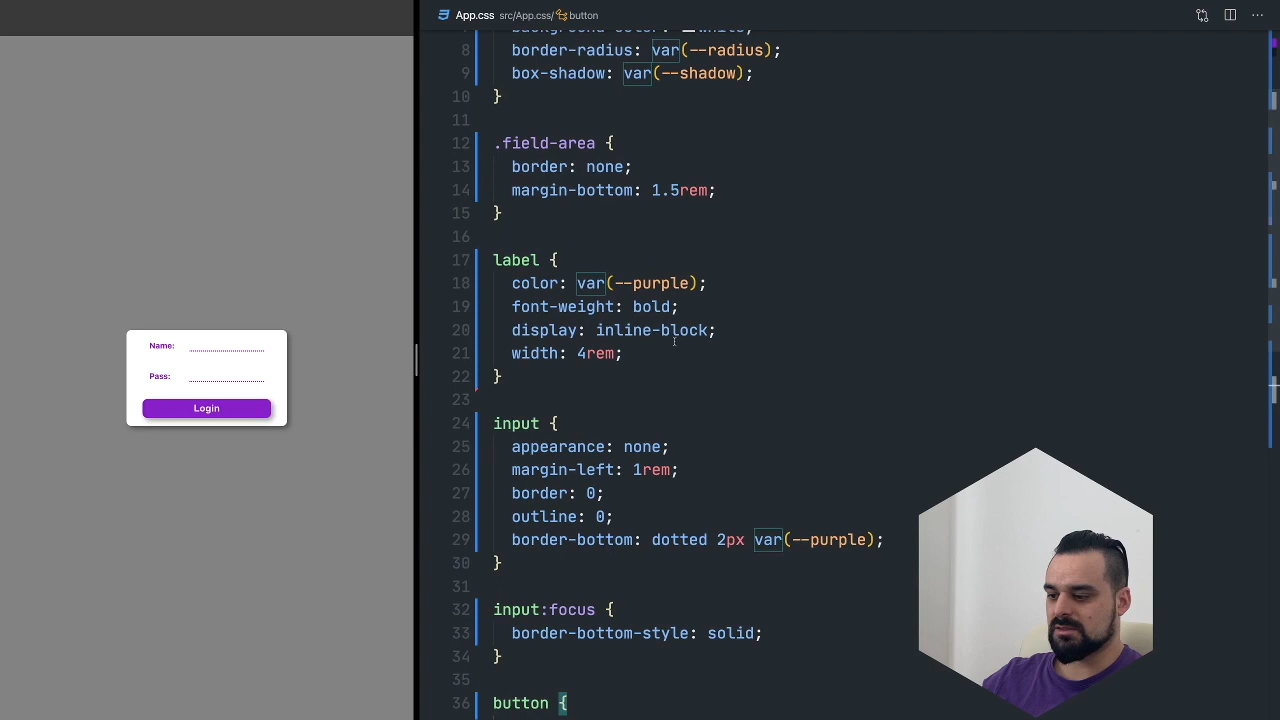 App.css src/App.css/ button
Name:
Pass:
Login
8 border-radius: var(--radius);
9 box-shadow: var(--shadow);
10 }
11
12 .field-area {
13 border: none;
14 margin-bottom: 1.5rem;
15 }
16
17 label {
18 color: var(--purple);
19 font-weight: bold;
20 display: inline-block;
21 width: 4rem;
22 }
23
24 input {
25 appearance: none;
26 margin-left: 1rem;
27 border: 0;
28 outline: 0;
29 border-bottom: dotted 2px var(--purple);
30 }
31
32 input:focus {
33 border-bottom-style: solid;
34 }
35
36 button {